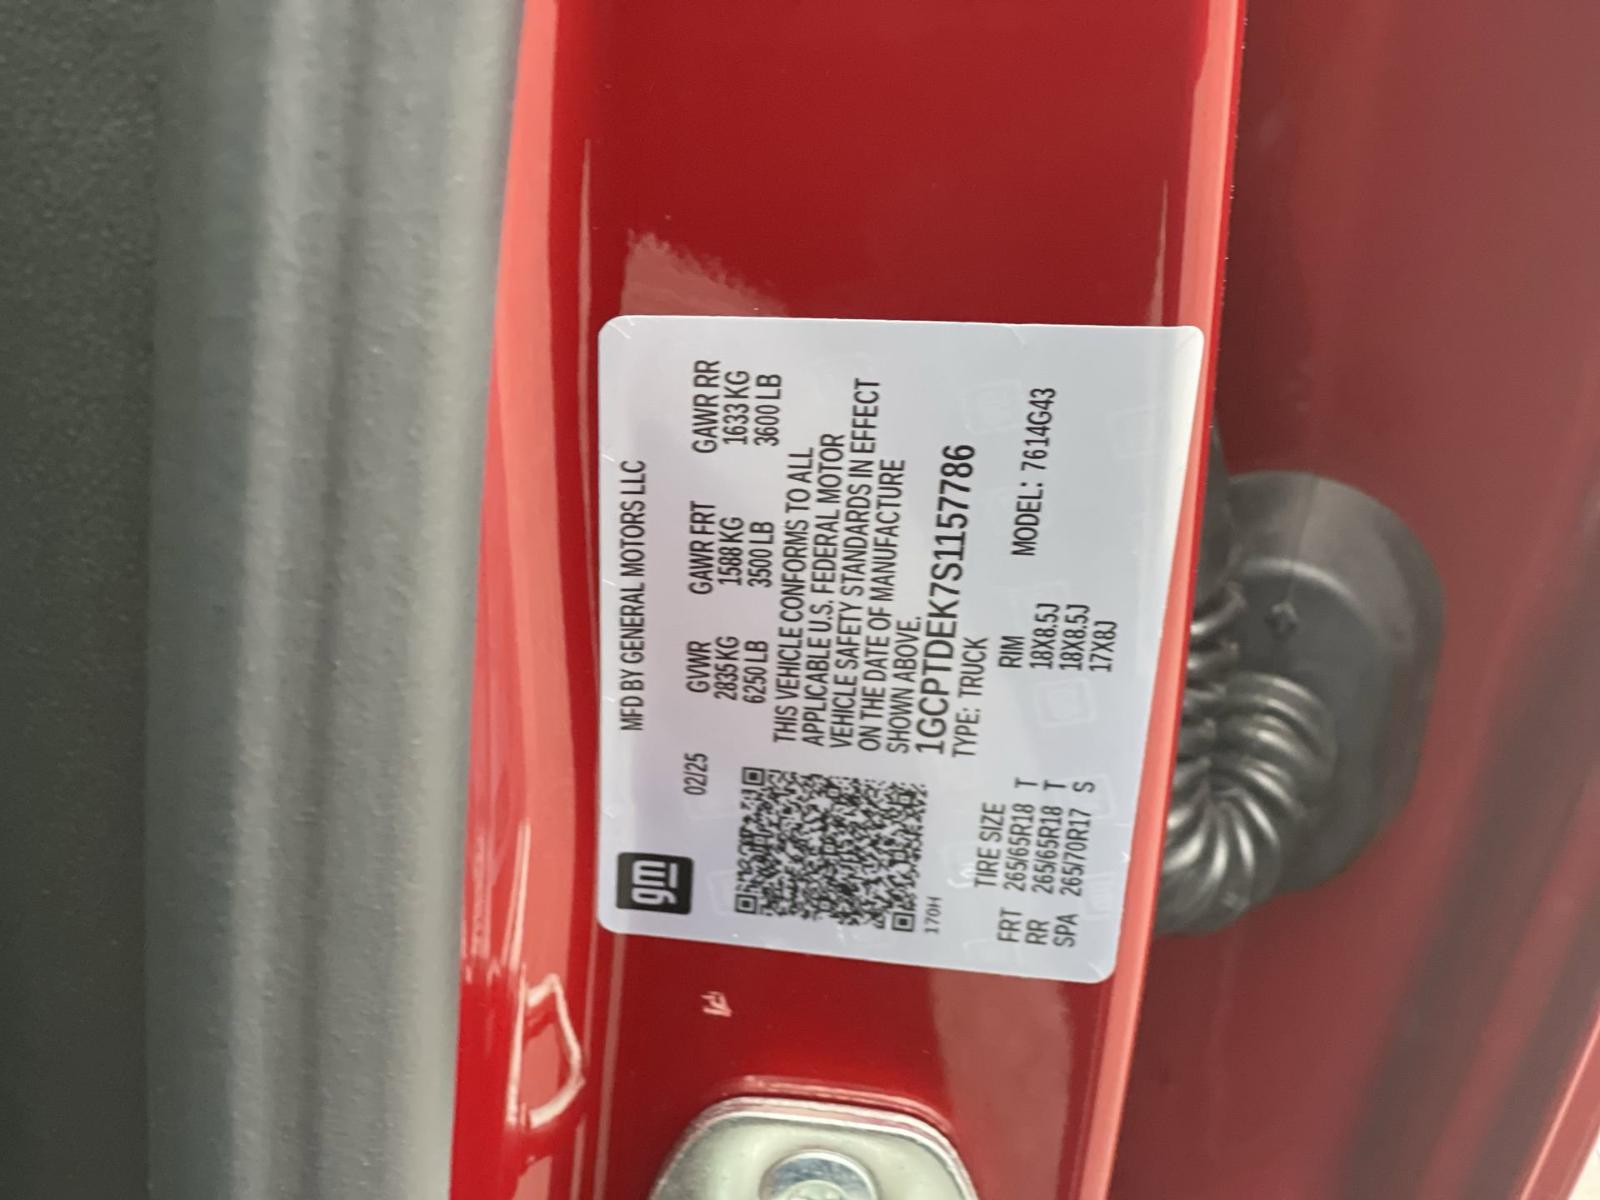 gm
MFD BY GENERAL MOTORS LLC
02/25 GVWR GAWR FRT GAWR RR
2835 KG 1588 KG 1633 KG
6250 LB 3500 LB 3600 LB
THIS VEHICLE CONFORMS TO ALL
APPLICABLE U.S. FEDERAL MOTOR
VEHICLE SAFETY STANDARDS IN EFFECT
ON THE DATE OF MANUFACTURE
SHOWN ABOVE.
1GCPTDEK7S1157786
170H
TYPE: TRUCK
TIRE SIZE RIM MODEL: 7614G43
FRT 265/65R18 T 18X8.5J
RR 265/65R18 T 18X8.5J
SPA 265/70R17 S 17X8J